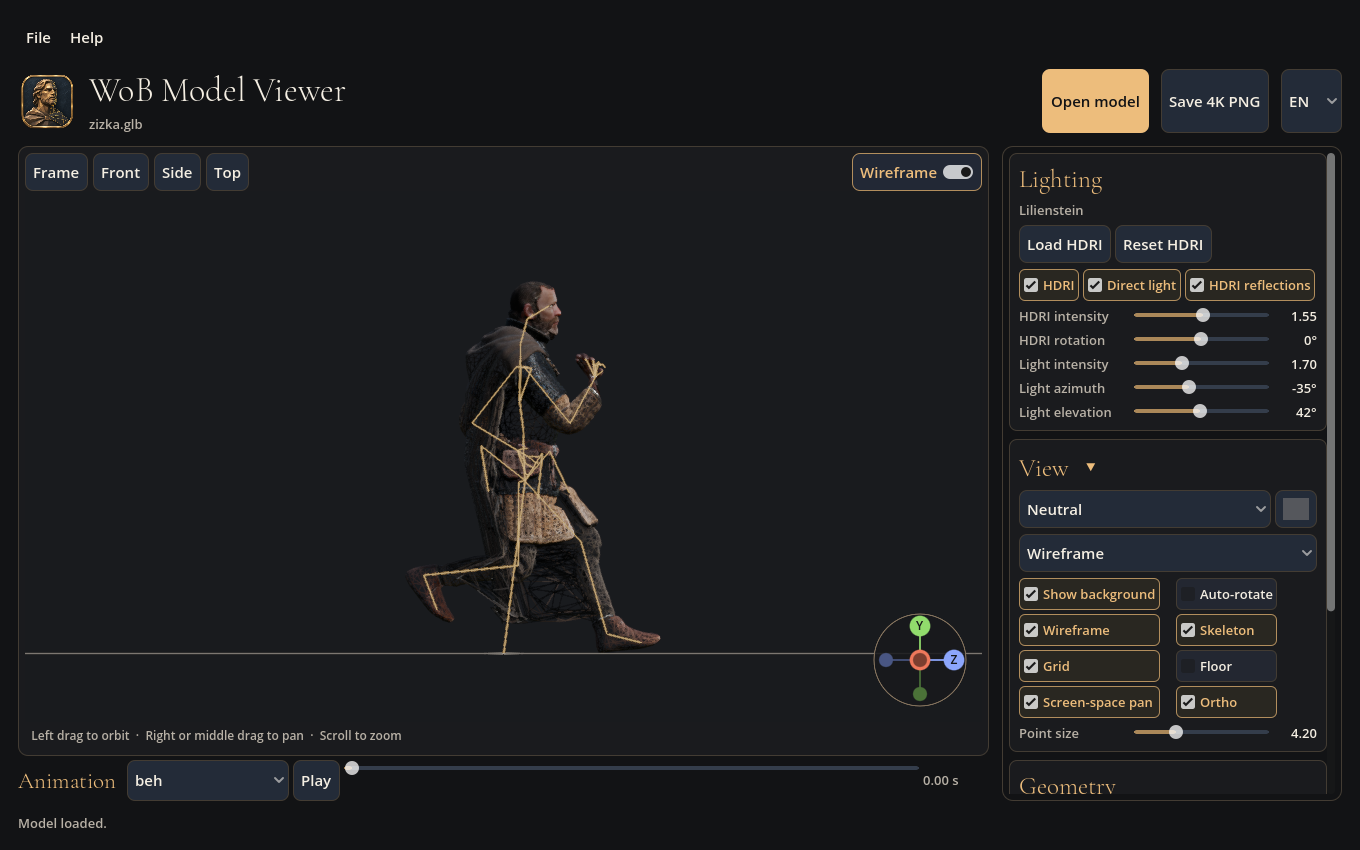 File Help
WoB Model Viewer
zizka.glb
Open model
Save 4K PNG
EN
Frame
Front
Side
Top
Wireframe
Y
Z
Left drag to orbit · Right or middle drag to pan · Scroll to zoom
Animation
beh
Play
0.00 s
Model loaded.
Lighting
Lilienstein
Load HDRI
Reset HDRI
HDRI
Direct light
HDRI reflections
HDRI intensity 1.55
HDRI rotation 0°
Light intensity 1.70
Light azimuth -35°
Light elevation 42°
View
Neutral
Wireframe
Show background
Auto-rotate
Wireframe
Skeleton
Grid
Floor
Screen-space pan
Ortho
Point size 4.20
Geometry